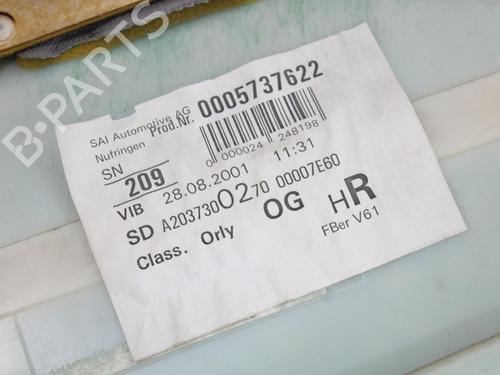 B-PARTS
SAI Automotive AG
Nufringen
Prod.Nr. 0005737622
SN
0 000024 248198
209
VIB 28.08.2001 11:31
SD A2037300270 00007E60
Class. Orly OG HR
FBer V61